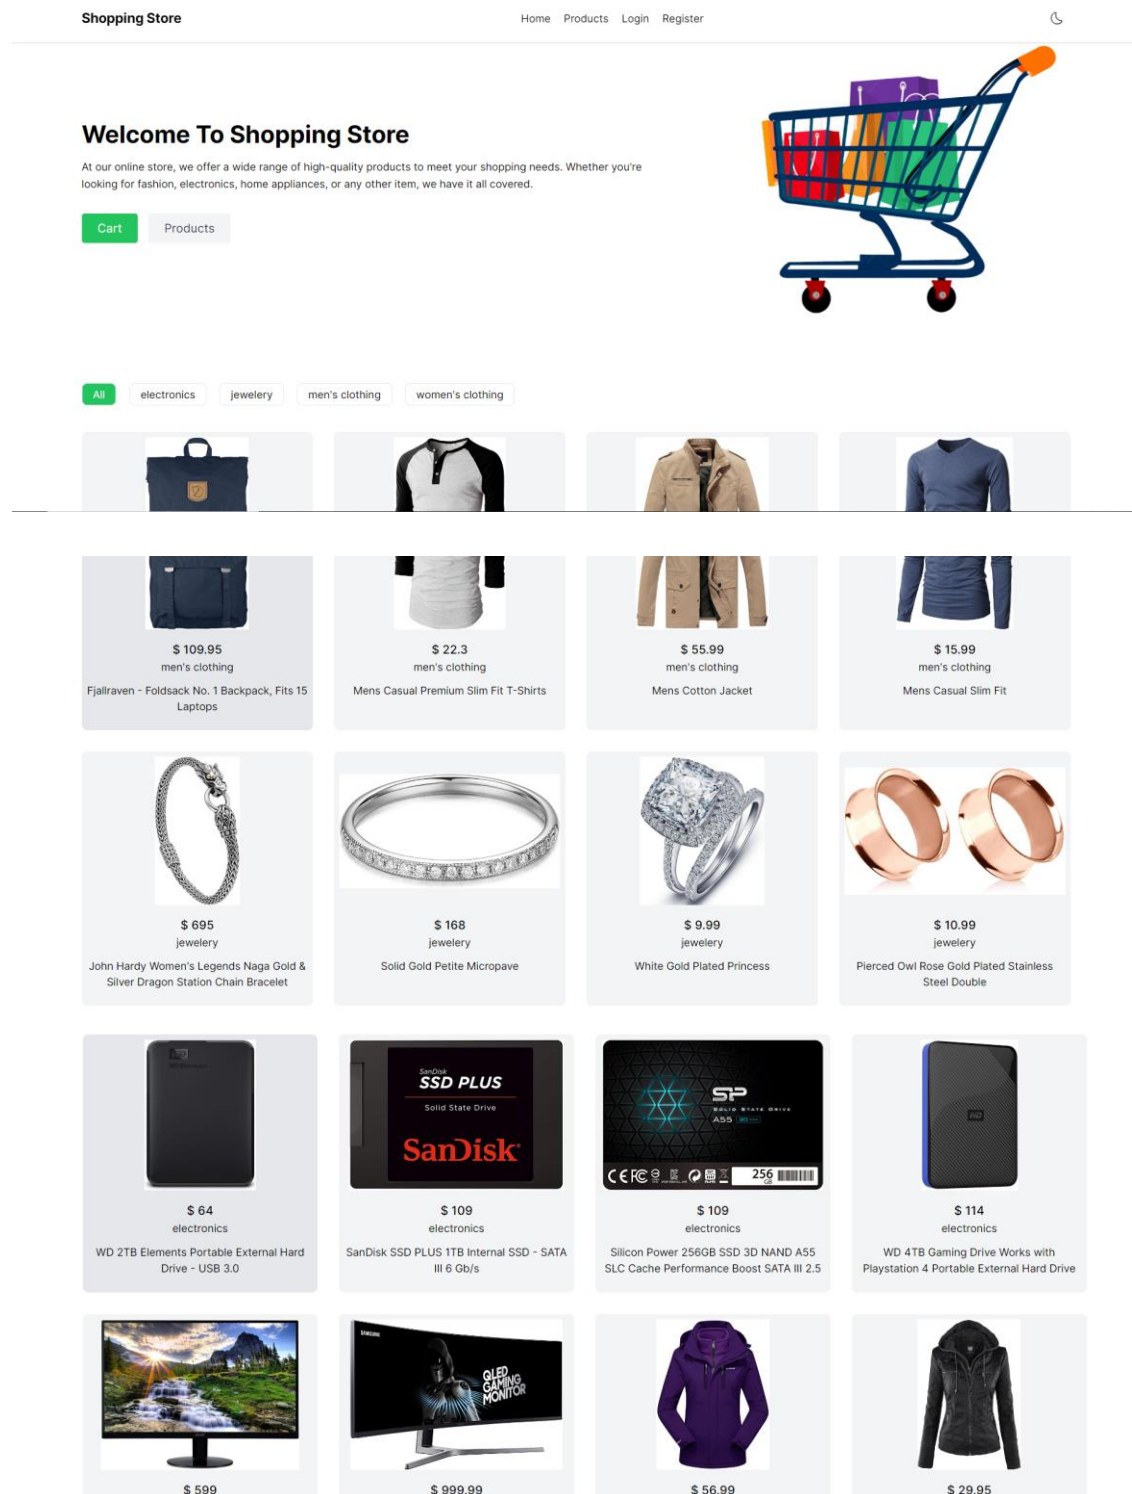 Shopping Store
Home Products Login Register
Welcome To Shopping Store
At our online store, we offer a wide range of high-quality products to meet your shopping needs. Whether you're
looking for fashion, electronics, home appliances, or any other item, we have it all covered.
Cart Products
All electronics jewelery men's clothing women's clothing
$ 109.95
men's clothing
Fjallraven - Foldsack No. 1 Backpack, Fits 15
Laptops
$ 22.3
men's clothing
Mens Casual Premium Slim Fit T-Shirts
$ 55.99
men's clothing
Mens Cotton Jacket
$ 15.99
men's clothing
Mens Casual Slim Fit
$ 695
jewelery
John Hardy Women's Legends Naga Gold &
Silver Dragon Station Chain Bracelet
$ 168
jewelery
Solid Gold Petite Micropave
$ 9.99
jewelery
White Gold Plated Princess
$ 10.99
jewelery
Pierced Owl Rose Gold Plated Stainless
Steel Double
$ 64
electronics
WD 2TB Elements Portable External Hard
Drive - USB 3.0
SanDisk
SSD PLUS
Solid State Drive
SanDisk
$ 109
electronics
SanDisk SSD PLUS 1TB Internal SSD - SATA
III 6 Gb/s
SP
SOLID STATE DRIVE
A55
256
GB
$ 109
electronics
Silicon Power 256GB SSD 3D NAND A55
SLC Cache Performance Boost SATA III 2.5
WD
$ 114
electronics
WD 4TB Gaming Drive Works with
Playstation 4 Portable External Hard Drive
$ 599
SAMSUNG
QLED
GAMING
MONITOR
$ 999.99
$ 56.99
$ 29.95